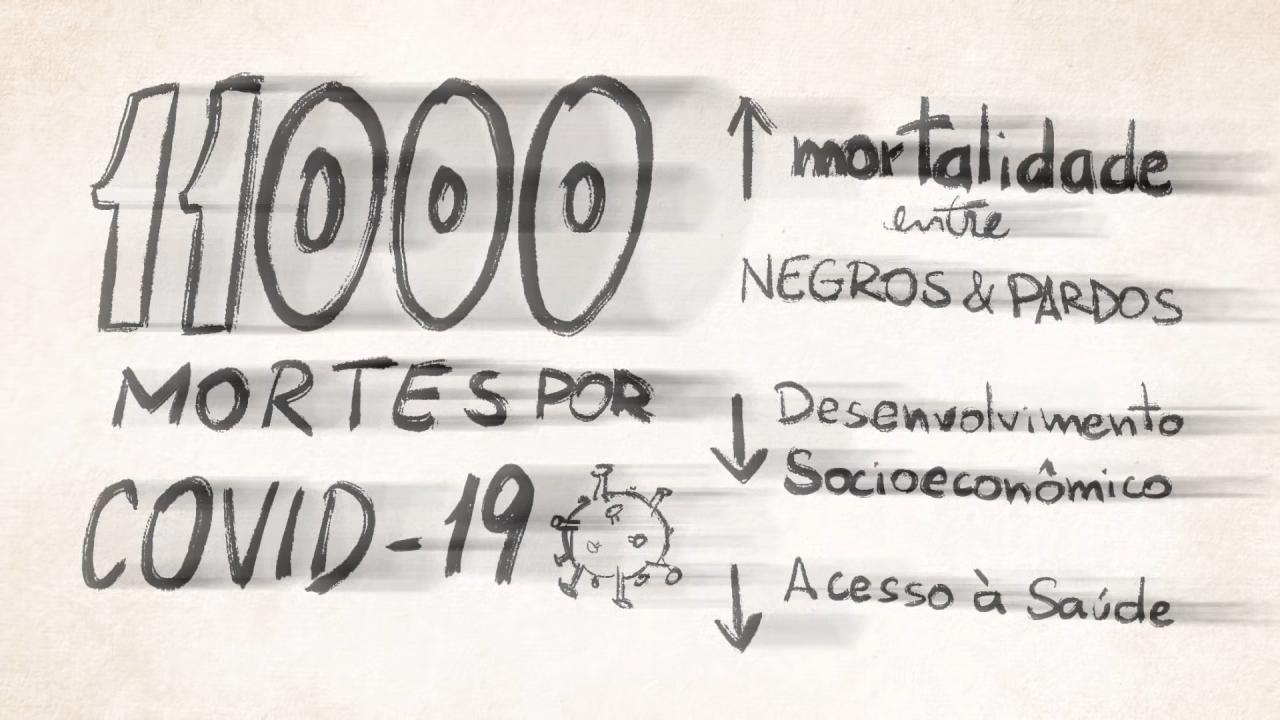 11000
MORTES POR
COVID-19
↑ mortalidade
entre
NEGROS & PARDOS
↓ Desenvolvimento
Socioeconômico
↓ Acesso à Saúde